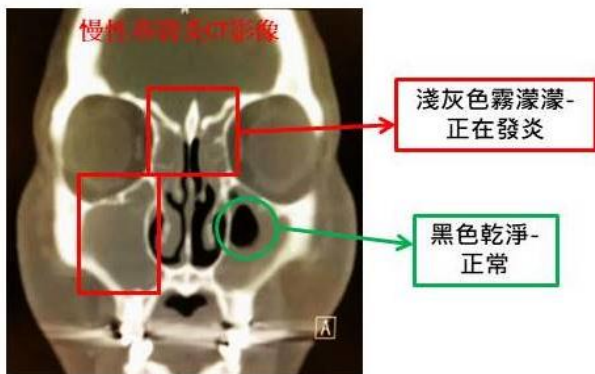 慢性鼻竇炎CT影像
淺灰色霧濛濛-
正在發炎
黑色乾淨-
正常
A